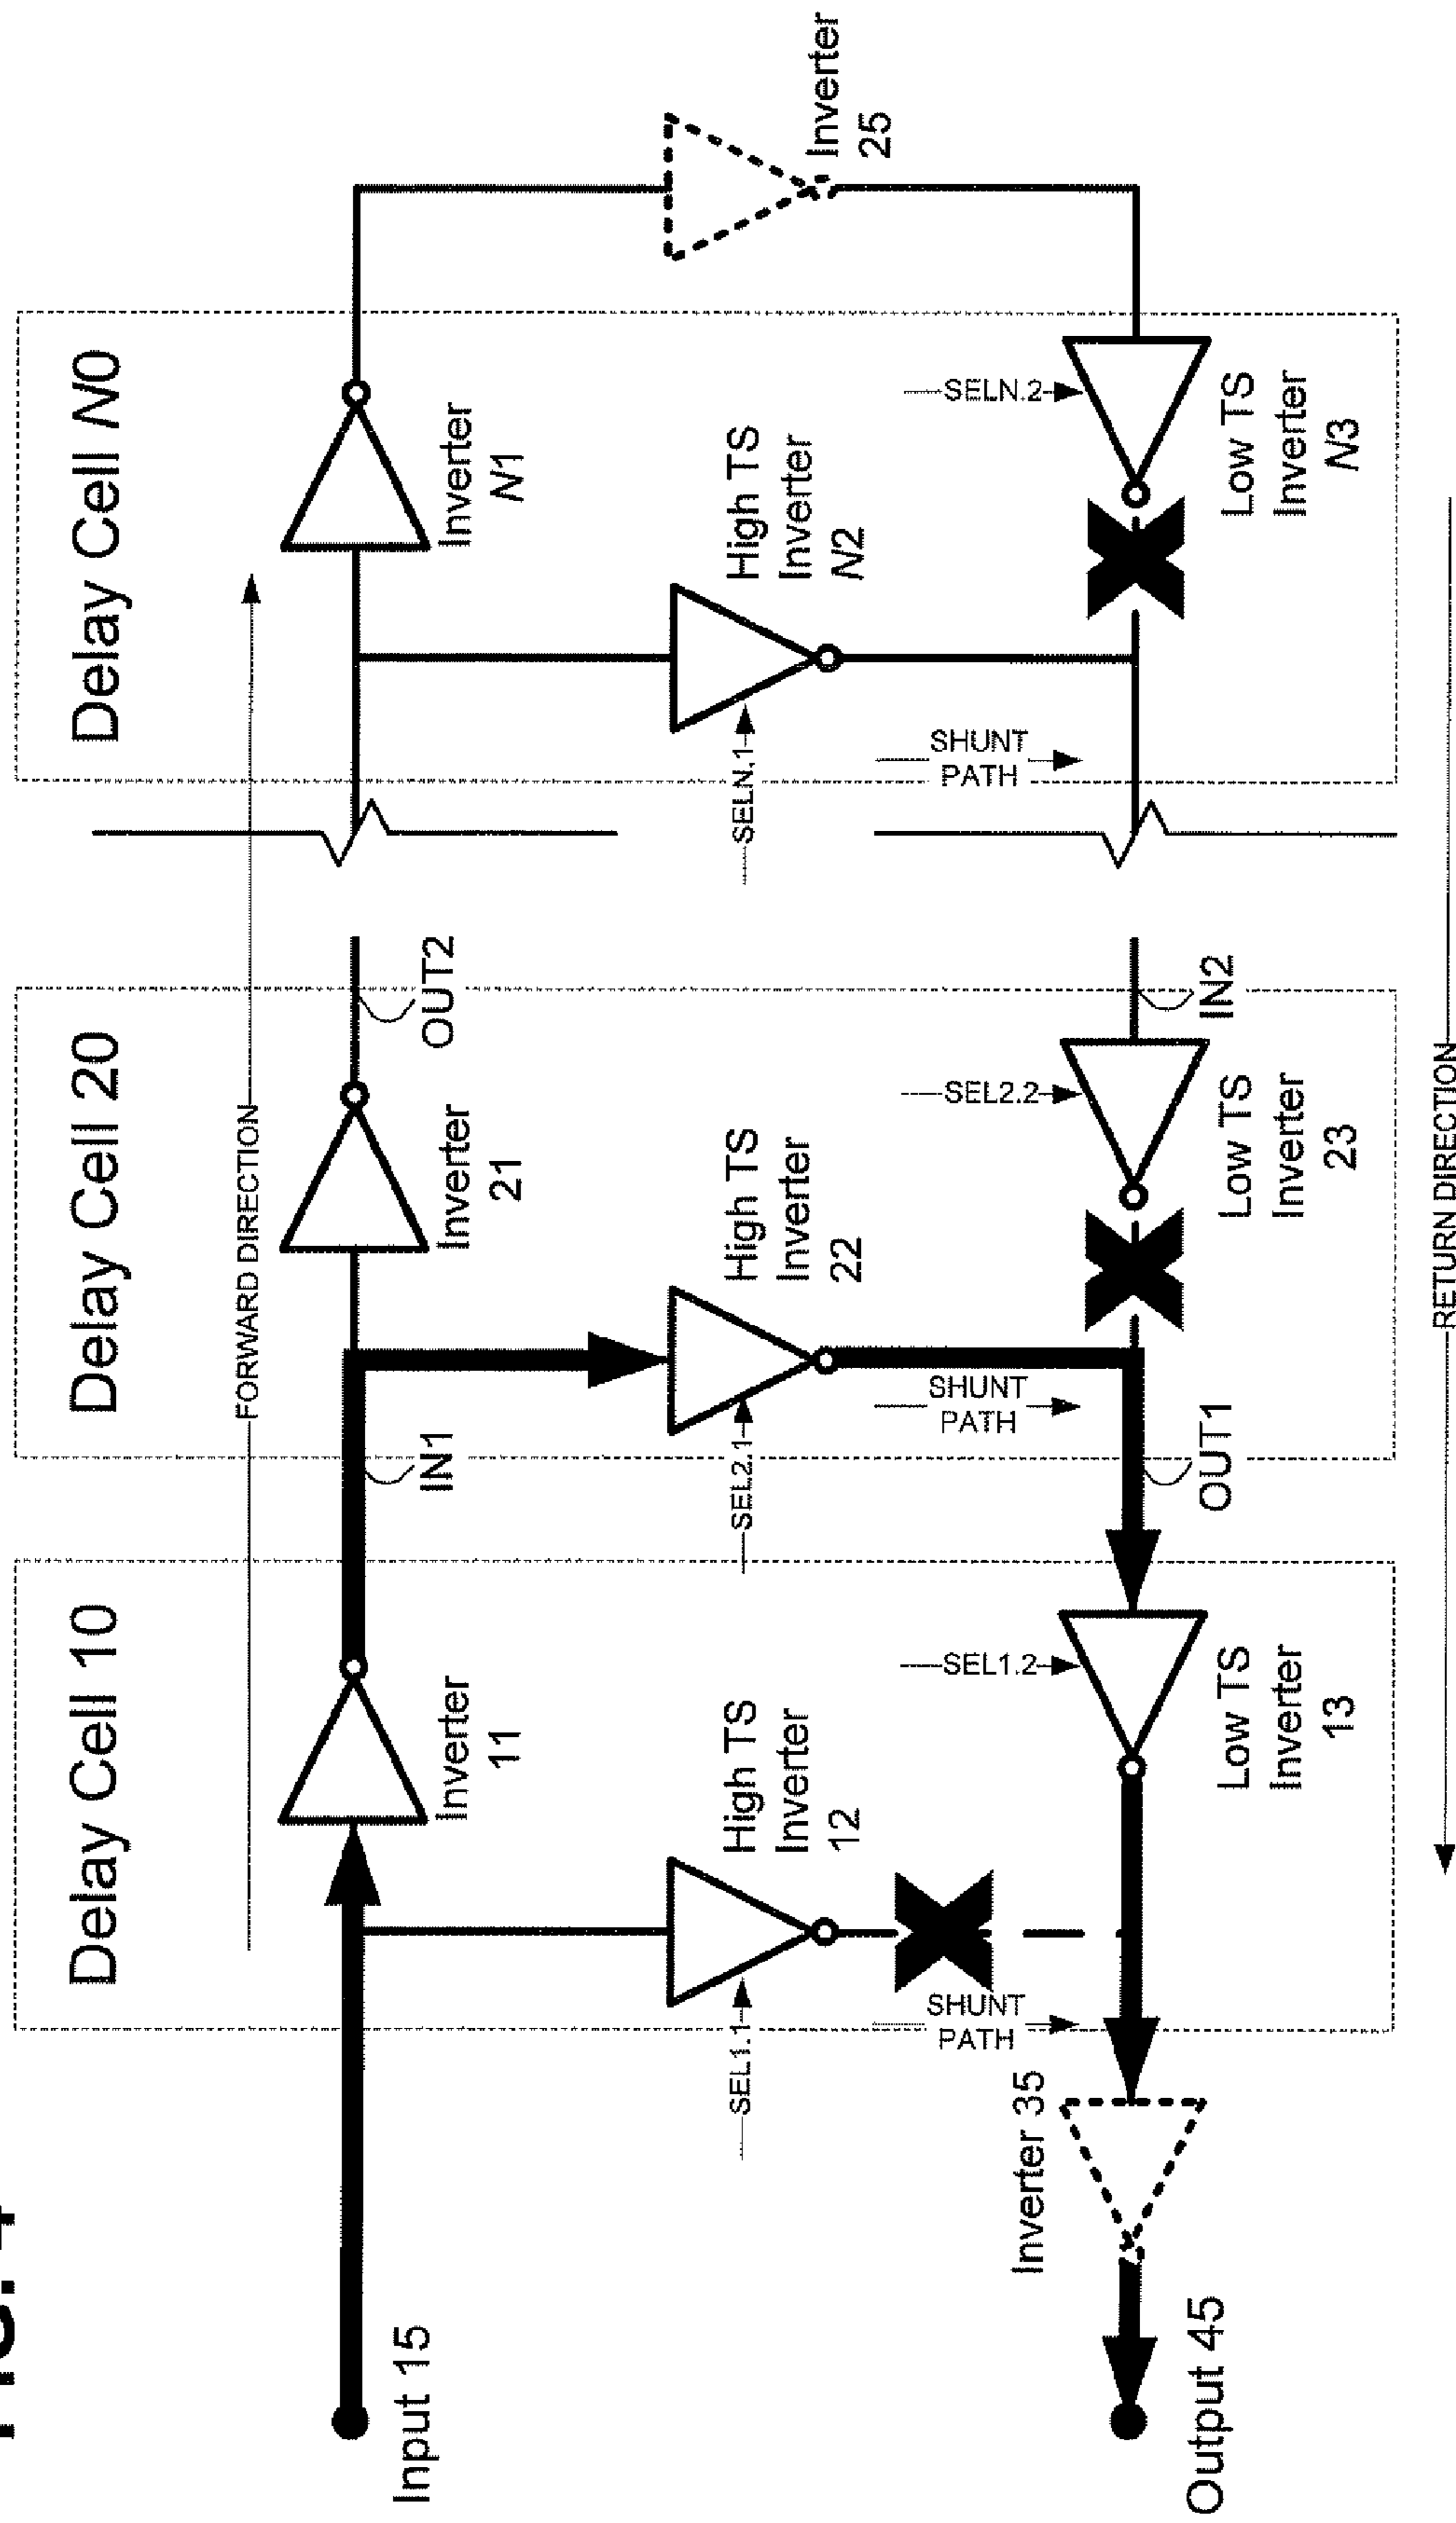 FIG. 4
Delay Cell 10
Delay Cell 20
Delay Cell N0
FORWARD DIRECTION
Inverter
11
IN1
Inverter
21
OUT2
Inverter
N1
Input 15
SEL1.1
High TS
Inverter
12
SEL2.1
High TS
Inverter
22
SELN.1
High TS
Inverter
N2
Inverter
25
SHUNT
PATH
SEL1.2
SHUNT
PATH
SEL2.2
SHUNT
PATH
SELN.2
Inverter 35
Low TS
Inverter
13
OUT1
Low TS
Inverter
23
IN2
Low TS
Inverter
N3
Output 45
RETURN DIRECTION